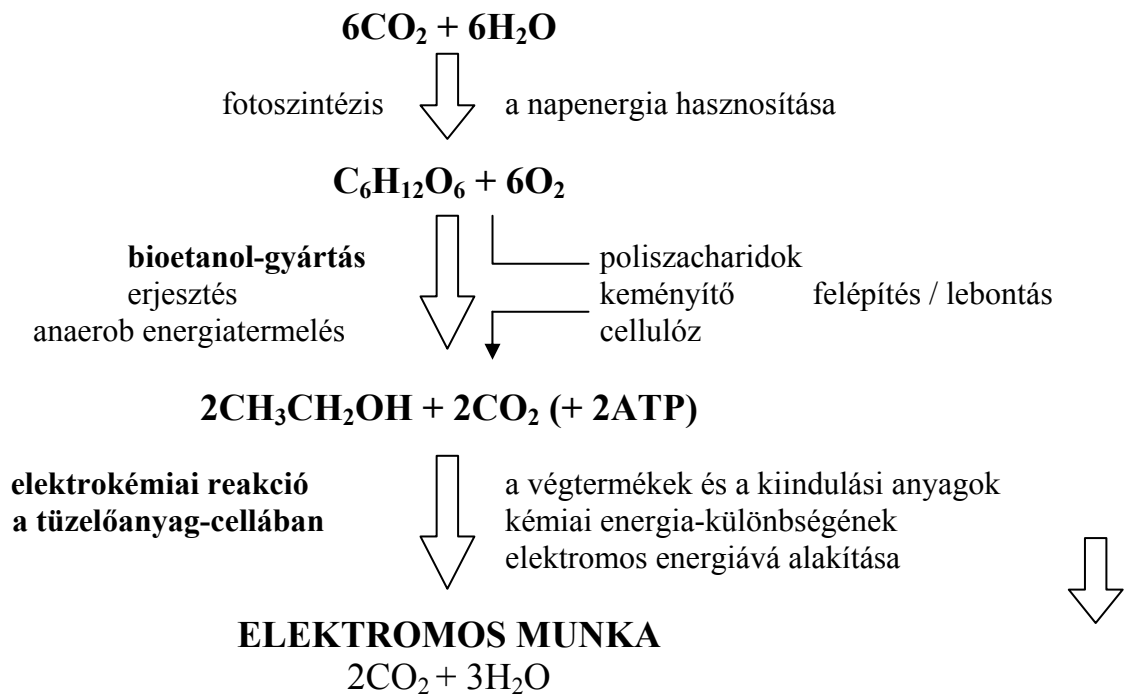 6CO₂ + 6H₂O
fotoszintézis a napenergia hasznosítása
C₆H₁₂O₆ + 6O₂
bioetanol-gyártás
erjesztés
anaerob energiatermelés
poliszacharidok
keményítő felépítés / lebontás
cellulóz
2CH₃CH₂OH + 2CO₂ (+ 2ATP)
elektrokémiai reakció
a tüzelőanyag-cellában
a végtermékek és a kiindulási anyagok
kémiai energia-különbségének
elektromos energiává alakítása
ELEKTROMOS MUNKA
2CO₂ + 3H₂O